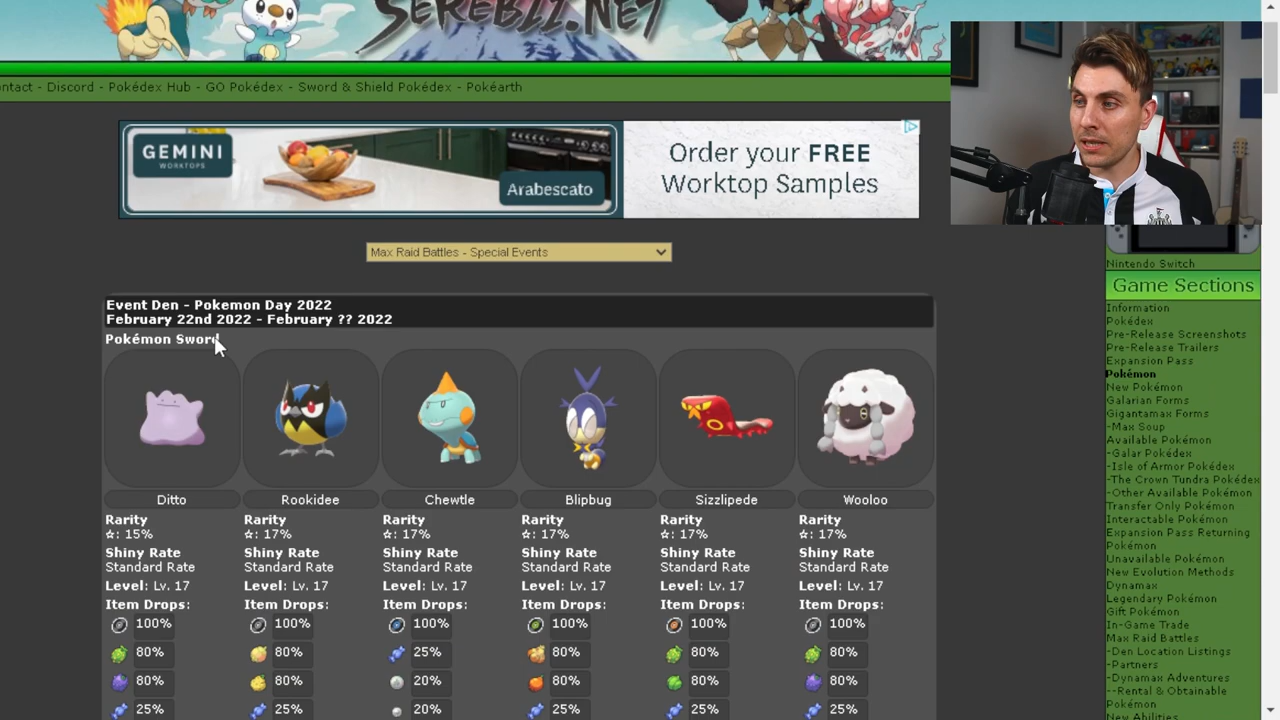 SEREBII.NET
ntact - Discord - Pokédex Hub - GO Pokédex - Sword & Shield Pokédex - Pokéarth
GEMINI
WORKTOPS
Arabescato
Order your FREE
Worktop Samples
Max Raid Battles - Special Events
Event Den - Pokemon Day 2022
February 22nd 2022 - February ?? 2022
Pokémon Sword
Ditto Rookidee Chewtle Blipbug Sizzlipede Wooloo
Rarity Rarity Rarity Rarity Rarity Rarity
☆: 15% ☆: 17% ☆: 17% ☆: 17% ☆: 17% ☆: 17%
Shiny Rate Shiny Rate Shiny Rate Shiny Rate Shiny Rate Shiny Rate
Standard Rate Standard Rate Standard Rate Standard Rate Standard Rate Standard Rate
Level: Lv. 17 Level: Lv. 17 Level: Lv. 17 Level: Lv. 17 Level: Lv. 17 Level: Lv. 17
Item Drops: Item Drops: Item Drops: Item Drops: Item Drops: Item Drops:
100% 100% 100% 100% 100% 100%
80% 80% 25% 80% 80% 80%
80% 80% 20% 80% 80% 80%
25% 25% 20% 25% 25% 25%
Nintendo Switch
Game Sections
Information
Pokédex
Pre-Release Screenshots
Pre-Release Trailers
Expansion Pass
Pokémon
New Pokémon
Galarian Forms
Gigantamax Forms
-Max Soup
Available Pokémon
-Galar Pokédex
-Isle of Armor Pokédex
-The Crown Tundra Pokédex
-Other Available Pokémon
Transfer Only Pokémon
Interactable Pokémon
Expansion Pass Returning
Pokémon
Unavailable Pokémon
New Evolution Methods
Dynamax
Legendary Pokémon
Gift Pokémon
In-Game Trade
Max Raid Battles
-Den Location Listings
-Partners
-Dynamax Adventures
--Rental & Obtainable
Pokémon
New Abilities